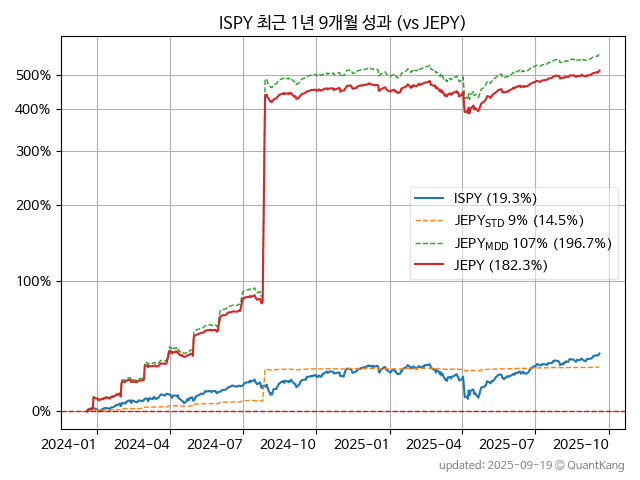 ISPY 최근 1년 9개월 성과 (vs JEPY)
500%
400%
300%
200%
100%
0%
ISPY (19.3%)
JEPYSTD 9% (14.5%)
JEPYMDD 107% (196.7%)
JEPY (182.3%)
2024-01 2024-04 2024-07 2024-10 2025-01 2025-04 2025-07 2025-10
updated: 2025-09-19 © QuantKang